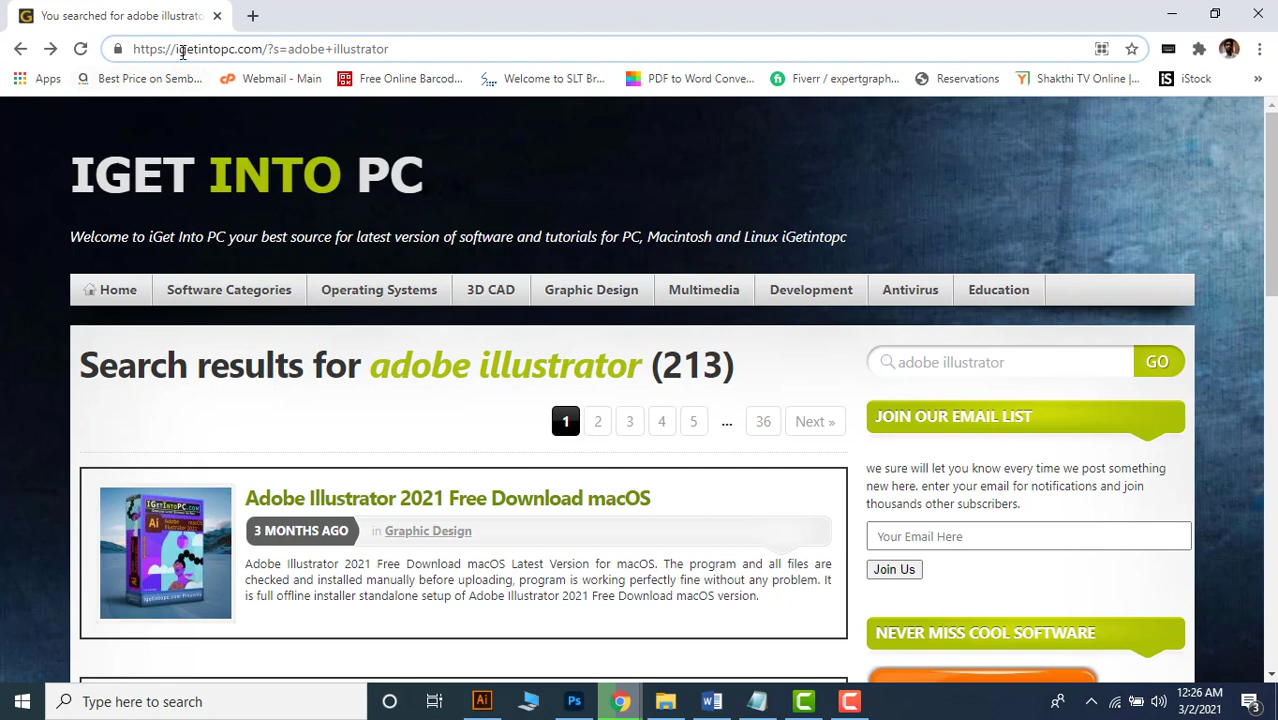 You searched for adobe illustrato
https://igetintopc.com/?s=adobe+illustrator
Apps
Best Price on Semb...
Webmail - Main
Free Online Barcod...
Welcome to SLT Br...
PDF to Word Conve...
Fiverr / expertgraph...
Reservations
Shakthi TV Online |...
iStock
»
IGET INTO PC
Welcome to iGet Into PC your best source for latest version of software and tutorials for PC, Macintosh and Linux iGetintopc
Home
Software Categories
Operating Systems
3D CAD
Graphic Design
Multimedia
Development
Antivirus
Education
Search results for adobe illustrator (213)
adobe illustrator
GO
1
2
3
4
5
...
36
Next »
JOIN OUR EMAIL LIST
we sure will let you know every time we post something
new here. enter your email for notifications and join
thousands other subscribers.
Your Email Here
Join Us
Adobe Illustrator 2021 Free Download macOS
3 MONTHS AGO
in Graphic Design
Adobe Illustrator 2021 Free Download macOS Latest Version for macOS. The program and all files are
checked and installed manually before uploading, program is working perfectly fine without any problem. It
is full offline installer standalone setup of Adobe Illustrator 2021 Free Download macOS version.
NEVER MISS COOL SOFTWARE
Type here to search
12:26 AM
3/2/2021
3